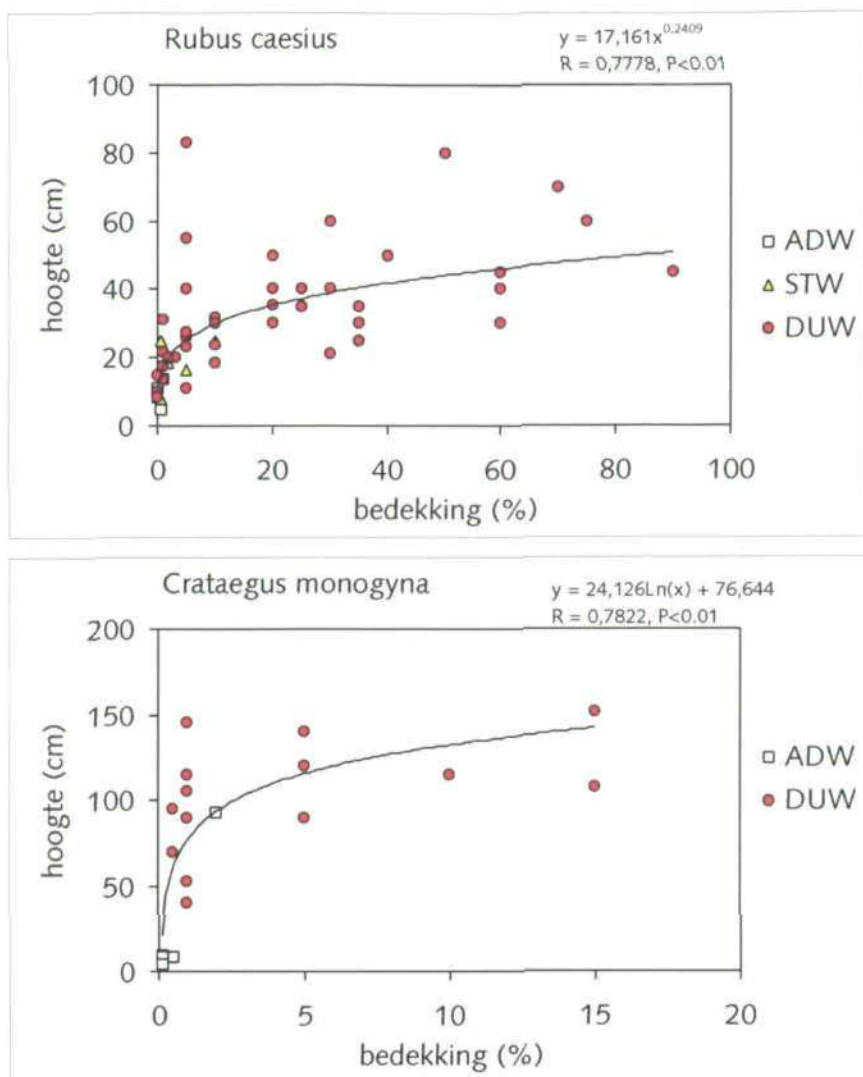 Rubus caesius
y = 17,161x^0.2409
R = 0,7778, P<0.01
100
80
60
40
20
0
hoogte (cm)
0 20 40 60 80 100
bedekking (%)
ADW
STW
DUW
Crataegus monogyna
y = 24,126Ln(x) + 76,644
R = 0,7822, P<0.01
200
150
100
50
0
hoogte (cm)
0 5 10 15 20
bedekking (%)
ADW
DUW